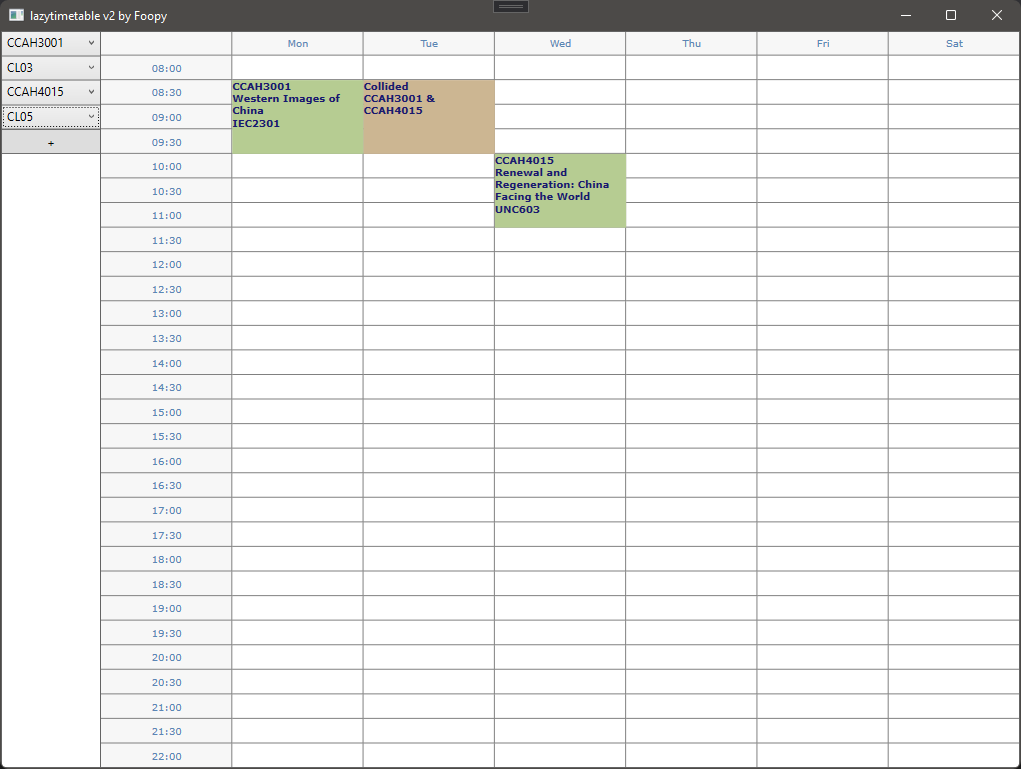 lazytimetable v2 by Foopy
CCAH3001
CL03
CCAH4015
CL05
+
Mon Tue Wed Thu Fri Sat
08:00
08:30
09:00
09:30
10:00
10:30
11:00
11:30
12:00
12:30
13:00
13:30
14:00
14:30
15:00
15:30
16:00
16:30
17:00
17:30
18:00
18:30
19:00
19:30
20:00
20:30
21:00
21:30
22:00
CCAH3001
Western Images of
China
IEC2301
Collided
CCAH3001 &
CCAH4015
CCAH4015
Renewal and
Regeneration: China
Facing the World
UNC603